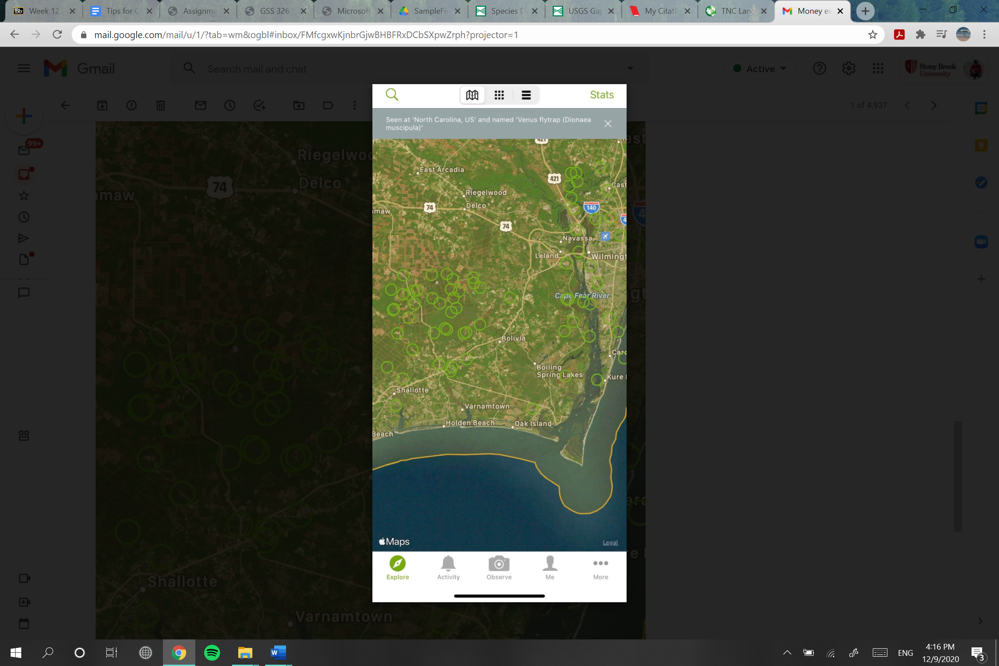 Week 12
Tips for C
Assignme
GSS 326 S
Microsoft
SampleFi
Species D
USGS Ga
My Citati
TNC Land
Money ev
mail.google.com/mail/u/1/?tab=wm&ogbl#inbox/FMfcgxwKjnbrGjwBHBFRxDCbSXpwZrph?projector=1
Gmail
Search mail and chat
Active
Stony Brook
University
1 of 4,937
31
99+
Stats
Seen at 'North Carolina, US' and named 'Venus flytrap (Dionaea
muscipula)'
421
East Arcadia
421
Cast
Riegelwood
140
74
Delco
maw
4
74
Navassa
Leland
Wilmingt
Cape Fear River
Bolivia
Caro
Boiling
Spring Lakes
Kure
Shallotte
Varnamtown
Holden Beach
Oak Island
Beach
Maps
Legal
Explore
Activity
Observe
Me
More
Riegelwoo
Delco
74
maw
Shallotte
Varnamtown
ENG
4:16 PM
12/9/2020
3